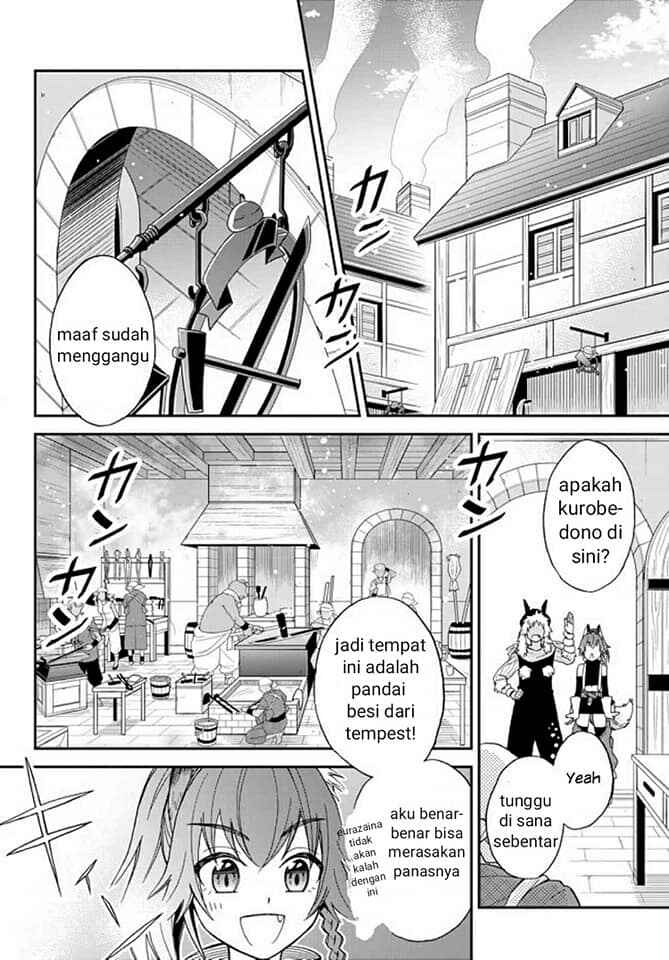 カン
カン
maaf sudah
menggangu
apakah
kurobe-
dono di
sini?
カン
カン
Yeah
tunggu
di sana
sebentar
jadi tempat
ini adalah
pandai
besi dari
tempest!
aku benar-
benar bisa
merasakan
panasnya
eurazaina
tidak
akan
kalah
dengan
ini